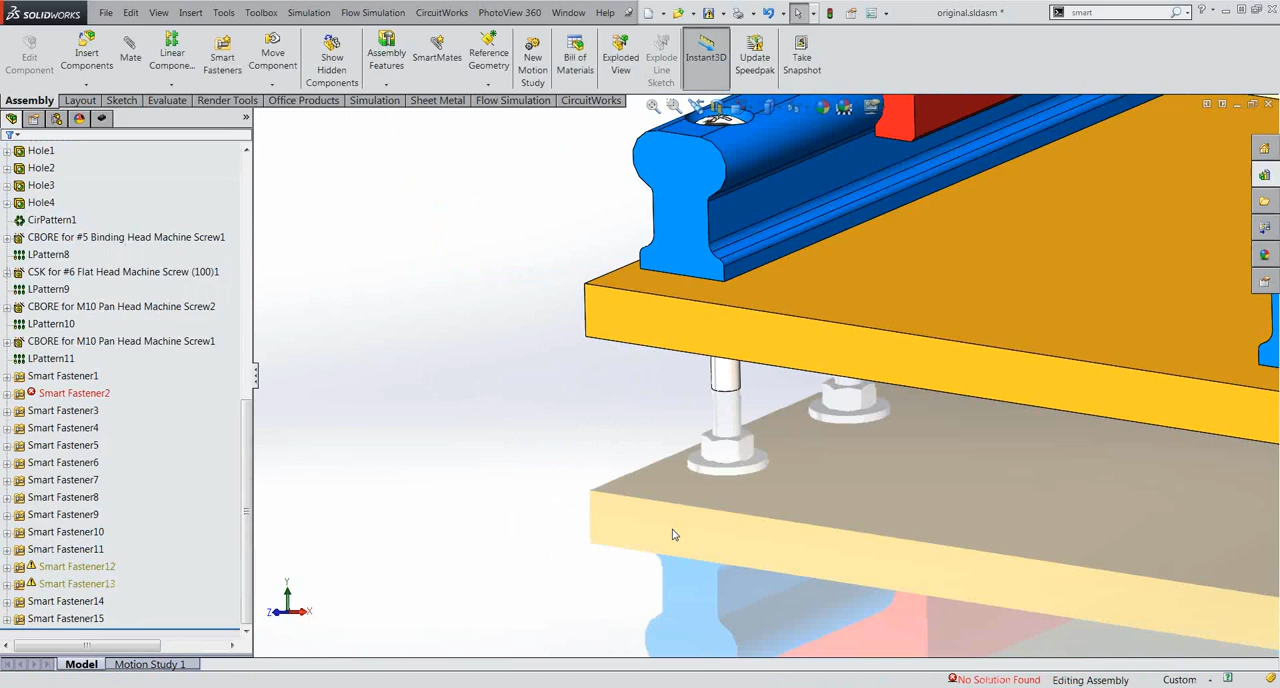 SOLIDWORKS File Edit View Insert Tools Toolbox Simulation Flow Simulation CircuitWorks PhotoView 360 Window Help original.sldasm * smart
Edit Component
Insert Components
Mate
Linear Compone...
Smart Fasteners
Move Component
Show Hidden Components
Assembly Features
SmartMates
Reference Geometry
New Motion Study
Bill of Materials
Exploded View
Explode Line Sketch
Instant3D
Update Speedpak
Take Snapshot
Assembly Layout Sketch Evaluate Render Tools Office Products Simulation Sheet Metal Flow Simulation CircuitWorks
Hole1
Hole2
Hole3
Hole4
CirPattern1
CBORE for #5 Binding Head Machine Screw1
LPattern8
CSK for #6 Flat Head Machine Screw (100)1
LPattern9
CBORE for M10 Pan Head Machine Screw2
LPattern10
CBORE for M10 Pan Head Machine Screw1
LPattern11
Smart Fastener1
Smart Fastener2
Smart Fastener3
Smart Fastener4
Smart Fastener5
Smart Fastener6
Smart Fastener7
Smart Fastener8
Smart Fastener9
Smart Fastener10
Smart Fastener11
Smart Fastener12
Smart Fastener13
Smart Fastener14
Smart Fastener15
Y
Z X
Model Motion Study 1
No Solution Found Editing Assembly Custom